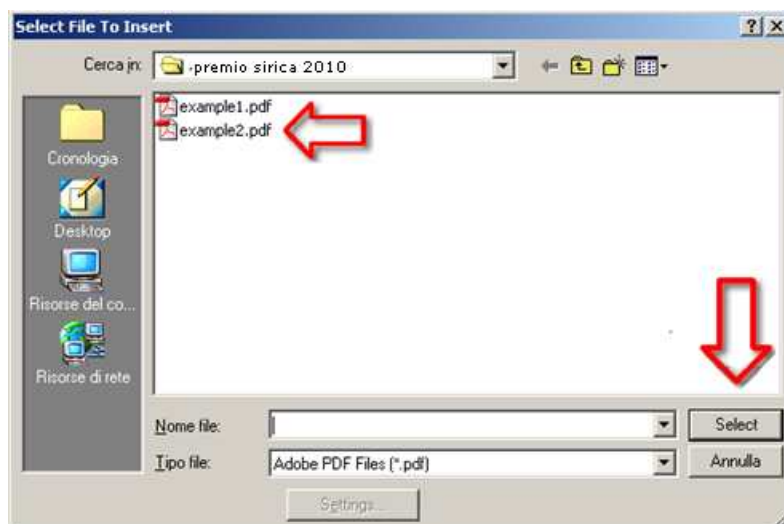 Select File To Insert
Cerca in: -premio sirica 2010
example1.pdf
example2.pdf
Cronologia
Desktop
Risorse del co...
Risorse di rete
Nome file:
Select
Tipo file: Adobe PDF Files (*.pdf)
Annulla
Settings...